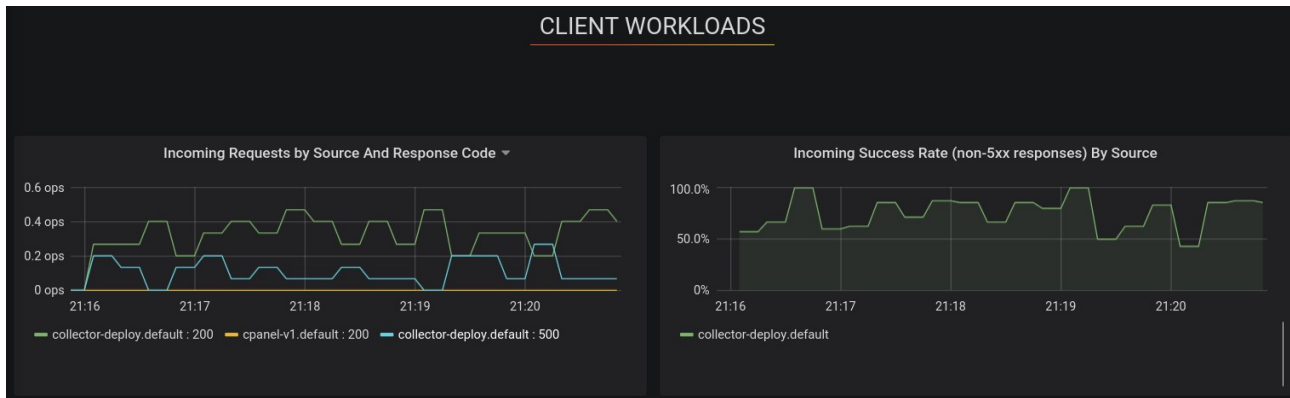 CLIENT WORKLOADS
Incoming Requests by Source And Response Code
0.6 ops
0.4 ops
0.2 ops
0 ops
21:16 21:17 21:18 21:19 21:20
collector-deploy.default : 200 cpanel-v1.default : 200 collector-deploy.default : 500
Incoming Success Rate (non-5xx responses) By Source
100.0%
50.0%
0%
21:16 21:17 21:18 21:19 21:20
collector-deploy.default